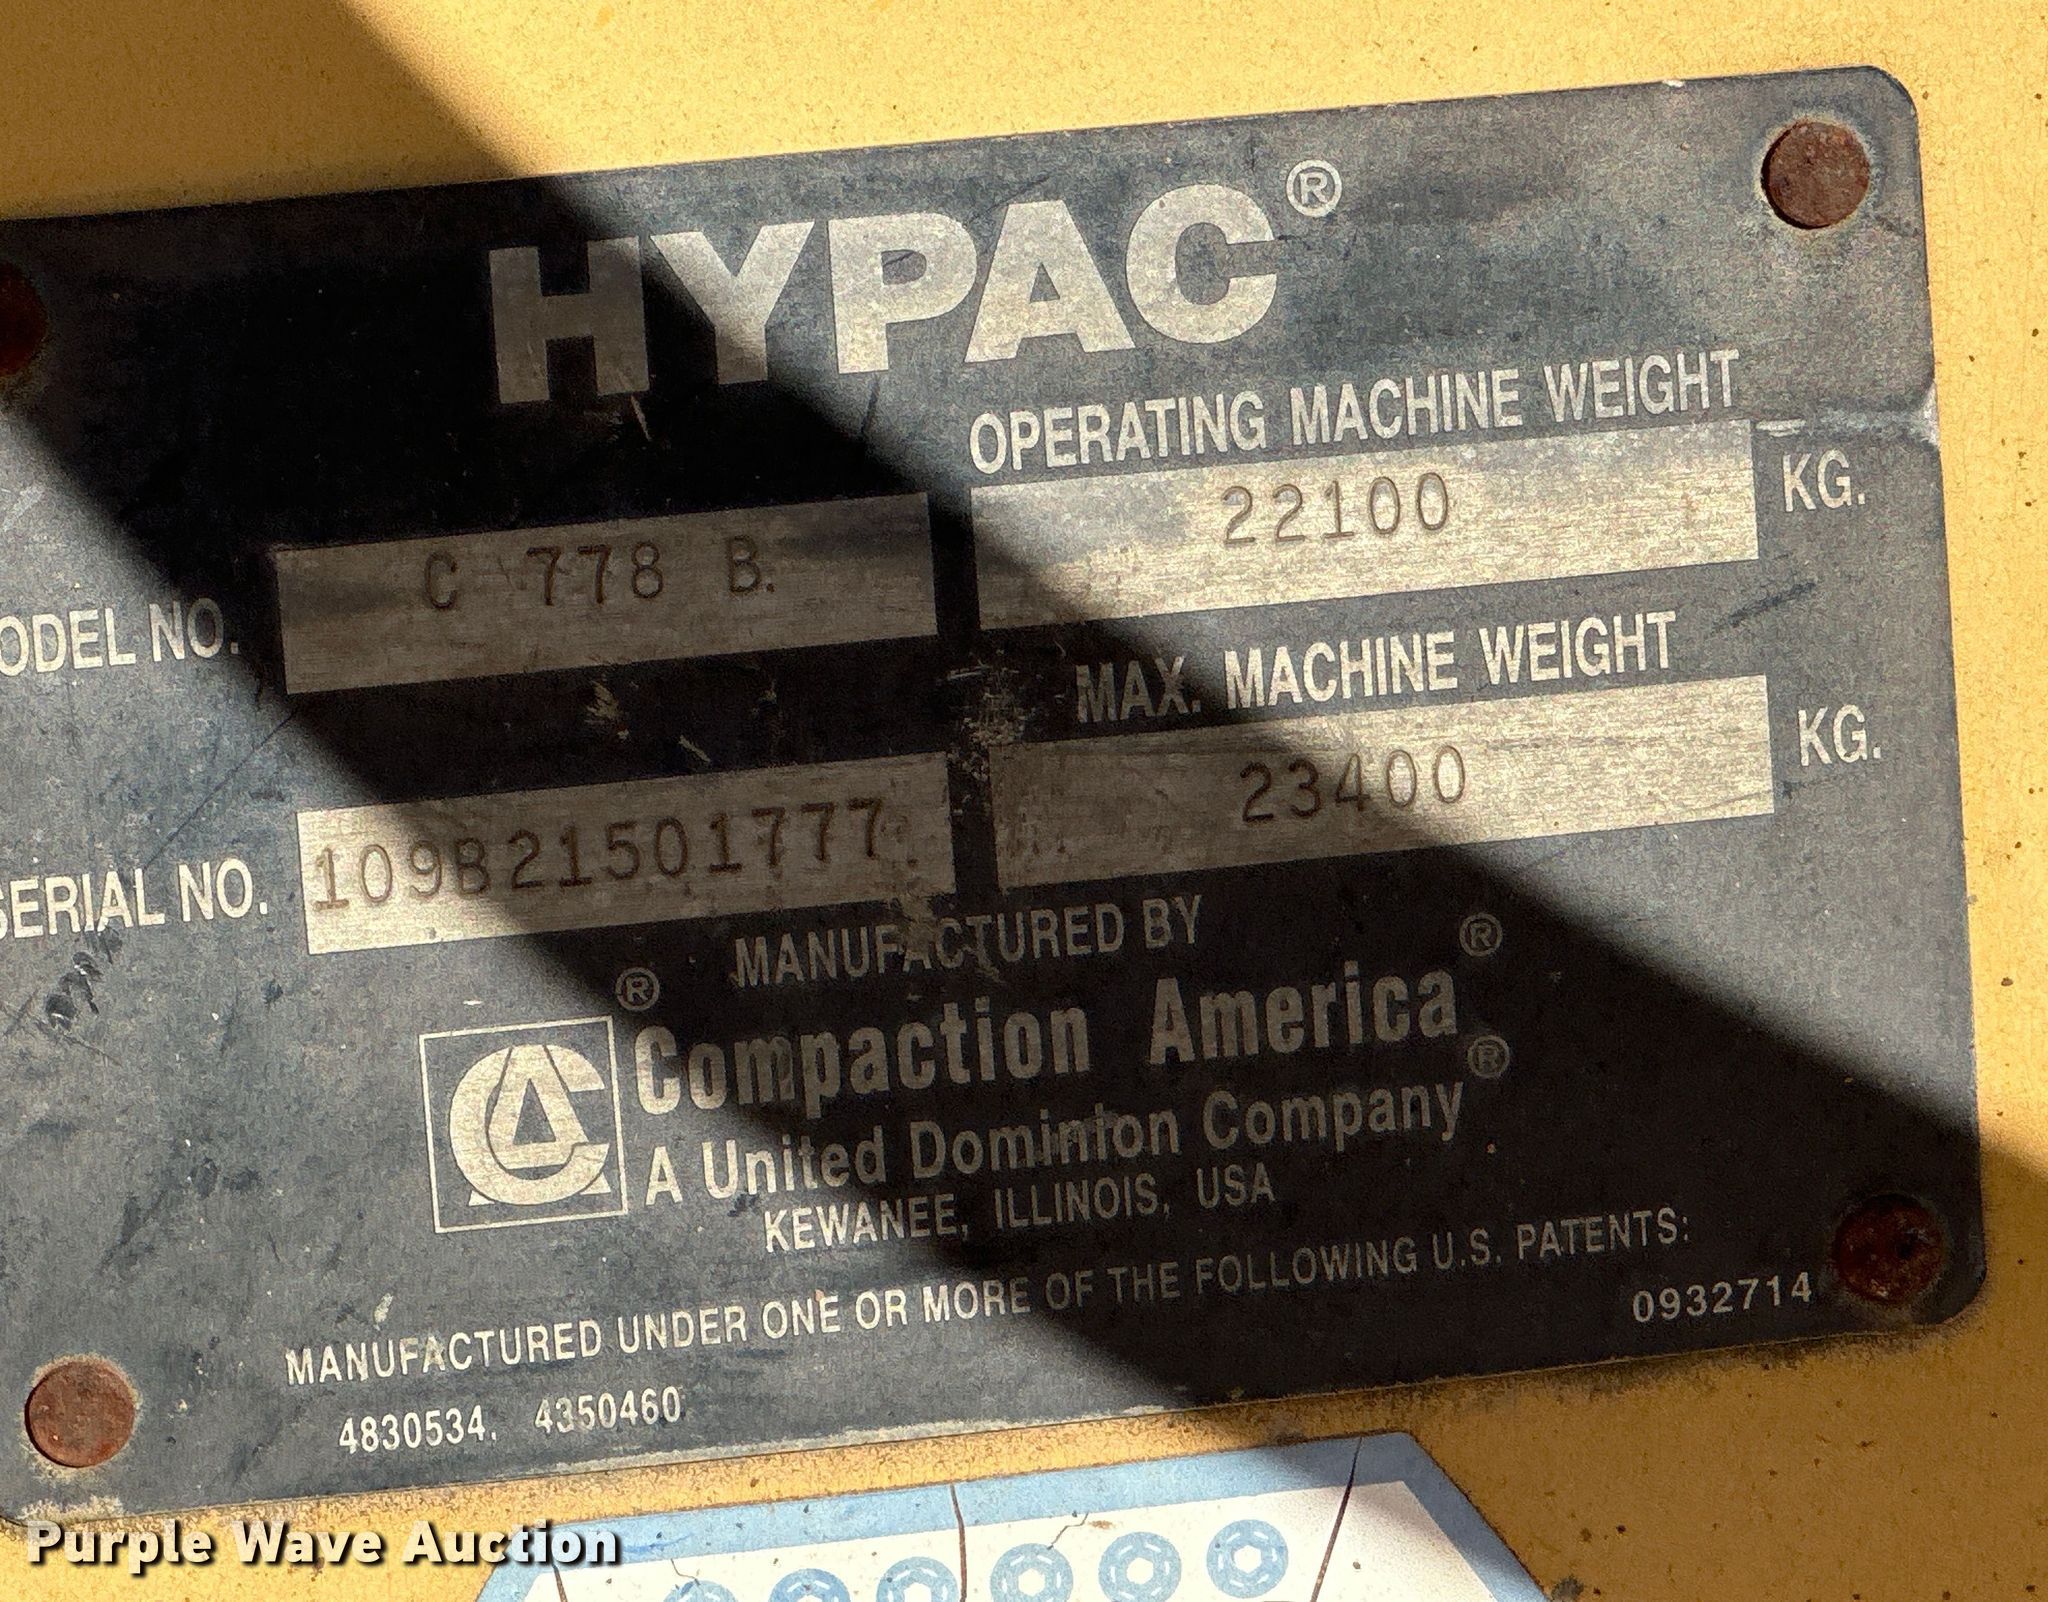 HYPAC®
OPERATING MACHINE WEIGHT
ODEL NO. C 778 B. 22100 KG.
MAX. MACHINE WEIGHT
SERIAL NO. 109B21501777 23400 KG.
MANUFACTURED BY
CA ® Compaction America®
A United Dominion Company®
KEWANEE, ILLINOIS, USA
MANUFACTURED UNDER ONE OR MORE OF THE FOLLOWING U.S. PATENTS:
4830534, 4350460
0932714
Purple Wave Auction